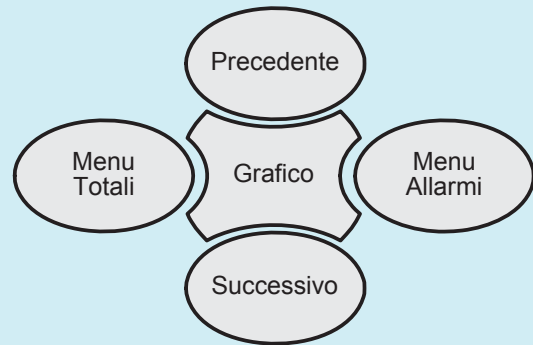 Precedente
Menu
Totali
Grafico
Menu
Allarmi
Successivo